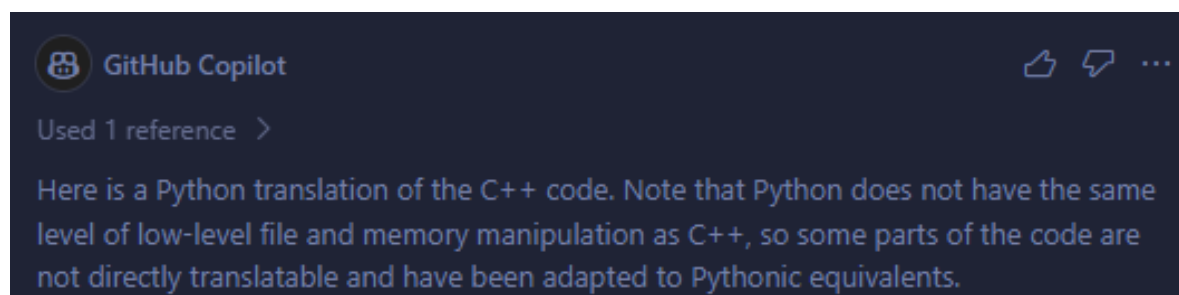 GitHub Copilot
Used 1 reference
Here is a Python translation of the C++ code. Note that Python does not have the same
level of low-level file and memory manipulation as C++, so some parts of the code are
not directly translatable and have been adapted to Pythonic equivalents.